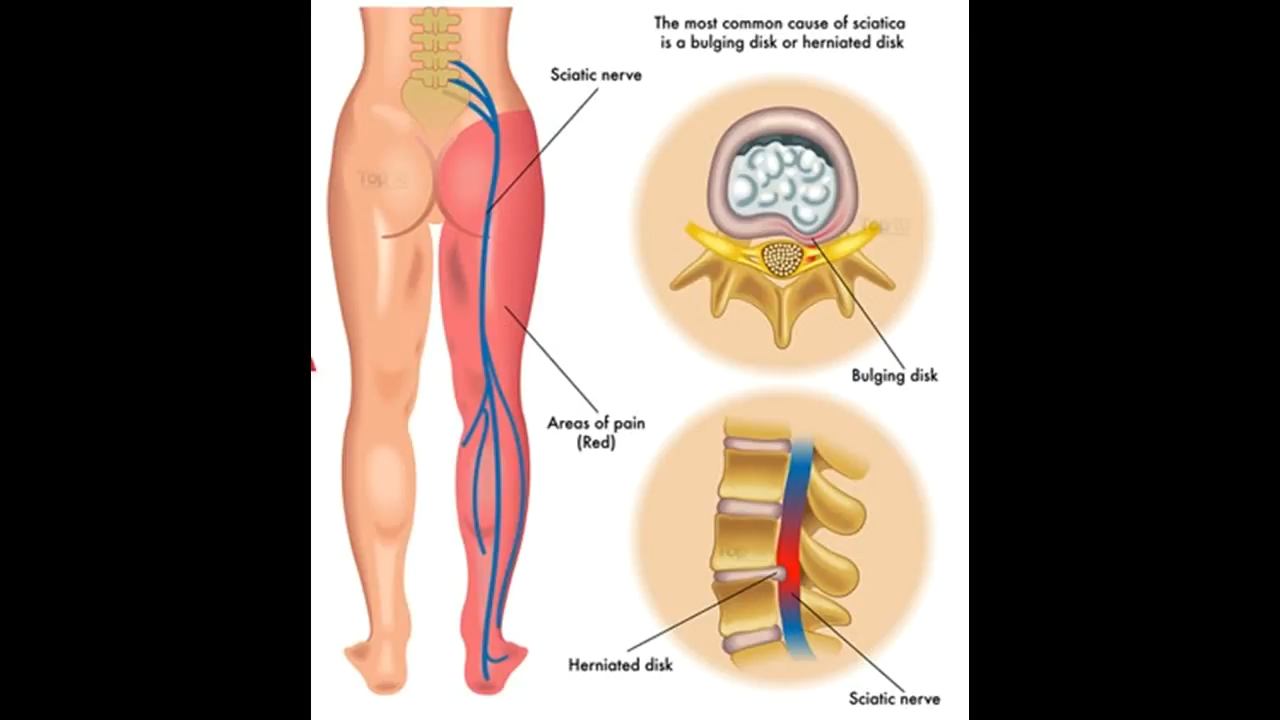 The most common cause of sciatica
is a bulging disk or herniated disk
Sciatic nerve
Bulging disk
Areas of pain
(Red)
Herniated disk
Sciatic nerve